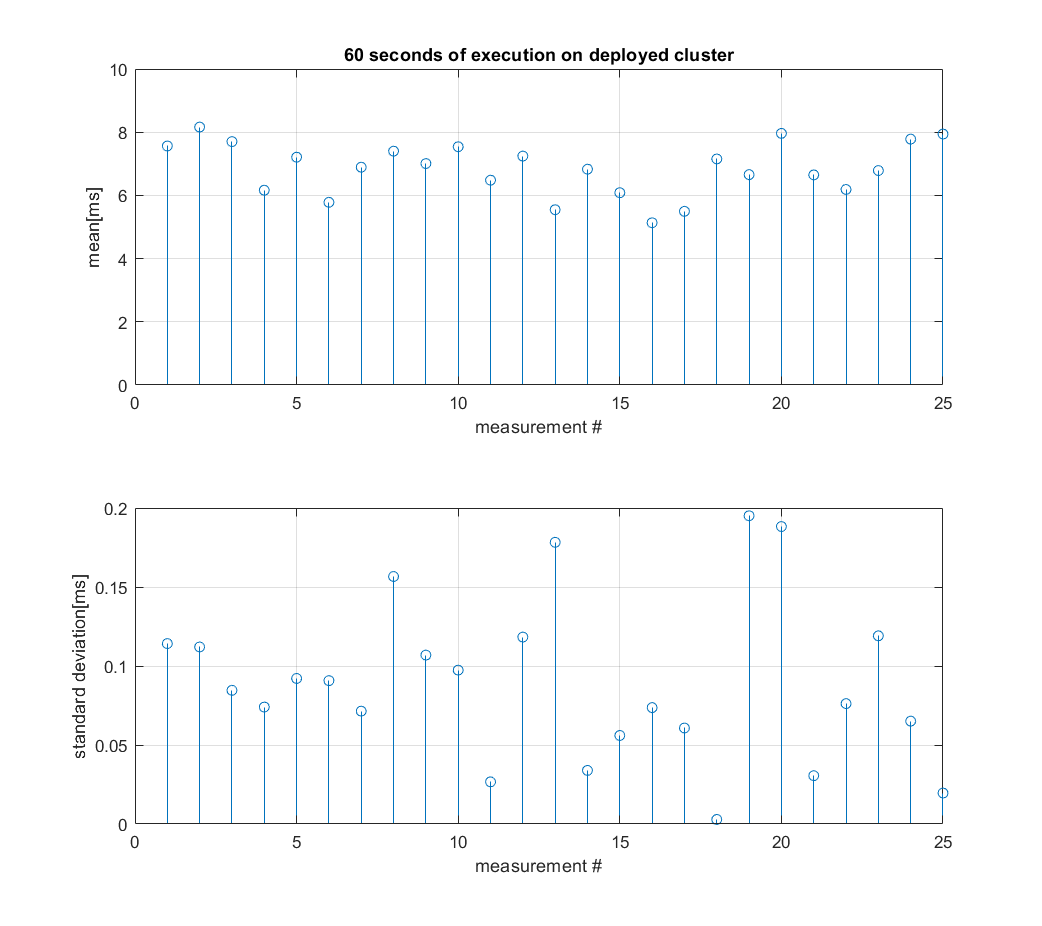 60 seconds of execution on deployed cluster
10
8
6
4
2
0
mean[ms]
0 5 10 15 20 25
measurement #
0.2
0.15
0.1
0.05
0
standard deviation[ms]
0 5 10 15 20 25
measurement #